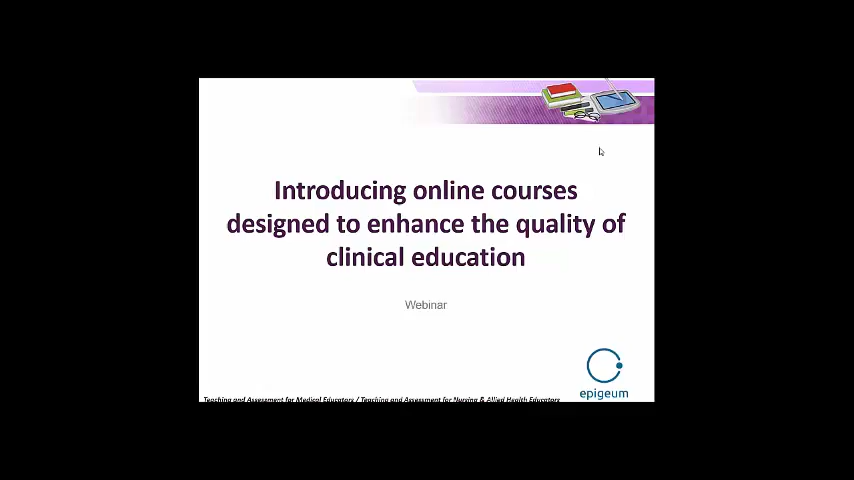 Introducing online courses
designed to enhance the quality of
clinical education
Webinar
epigeum
Teaching and Assessment for Medical Educators / Teaching and Assessment for Nursing & Allied Health Educators